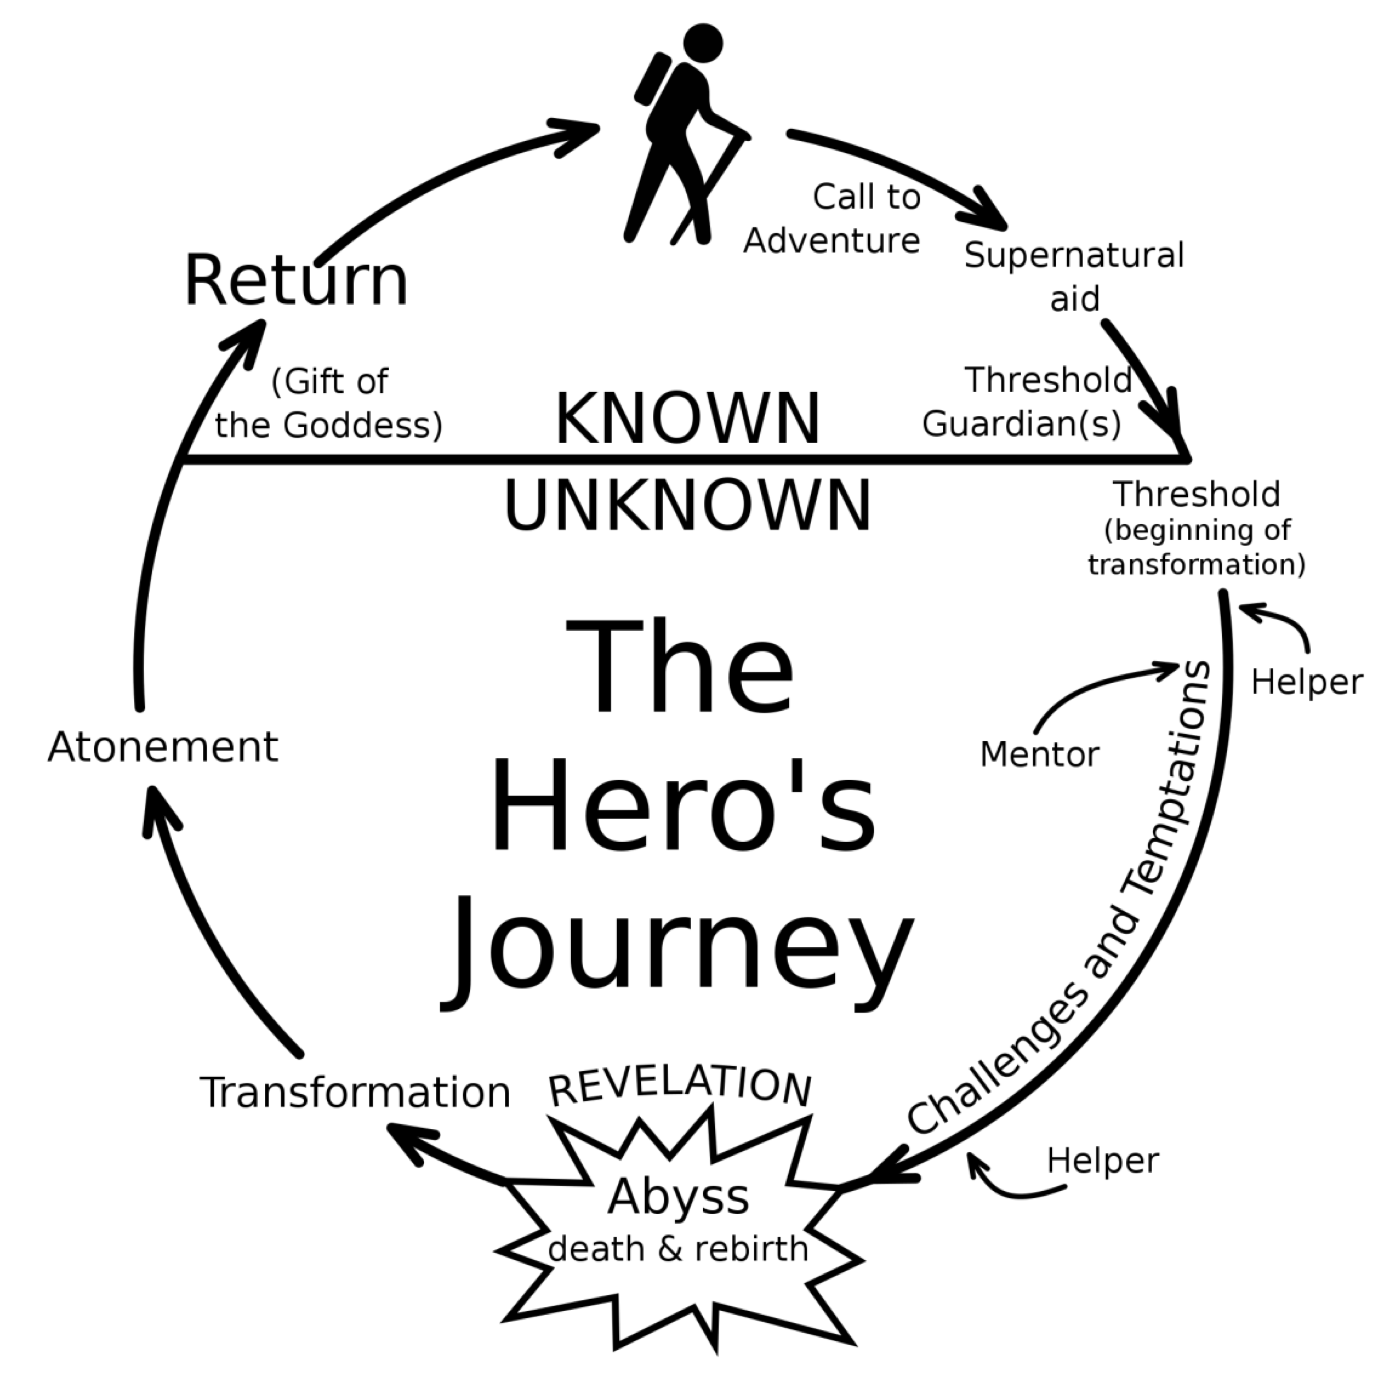 Call to
Adventure
Supernatural
aid
Return
(Gift of
the Goddess)
KNOWN
Threshold
Guardian(s)
UNKNOWN
Threshold
(beginning of
transformation)
Helper
Mentor
Challenges and Temptations
The
Hero's
Journey
Atonement
Transformation
REVELATION
Abyss
death & rebirth
Helper